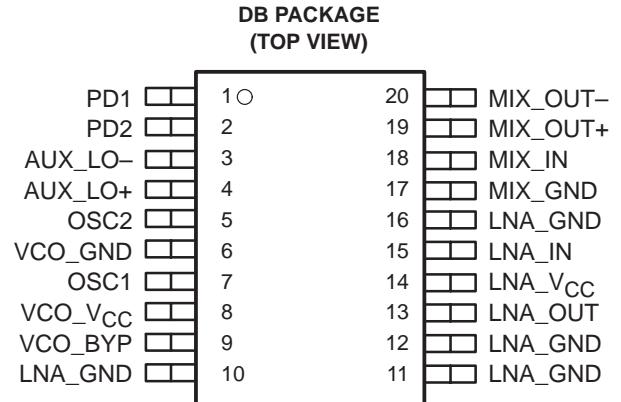 DB PACKAGE
(TOP VIEW)
PD1 1 20 MIX_OUT–
PD2 2 19 MIX_OUT+
AUX_LO– 3 18 MIX_IN
AUX_LO+ 4 17 MIX_GND
OSC2 5 16 LNA_GND
VCO_GND 6 15 LNA_IN
OSC1 7 14 LNA_VCC
VCO_VCC 8 13 LNA_OUT
VCO_BYP 9 12 LNA_GND
LNA_GND 10 11 LNA_GND